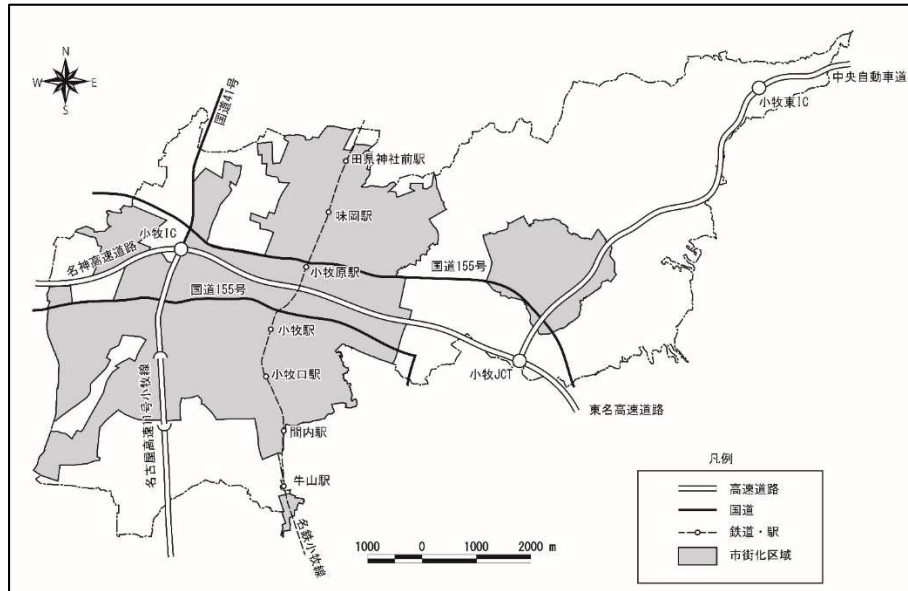 N
W
E
S
国道41号
中央自動車道
小牧東IC
田県神社前駅
味岡駅
小牧IC
名神高速道路
小牧原駅
国道155号
国道155号
小牧駅
小牧口駅
小牧JCT
東名高速道路
名古屋高速11号小牧線
間内駅
牛山駅
名鉄小牧線
1000 0 1000 2000 m
凡例
高速道路
国道
鉄道・駅
市街化区域